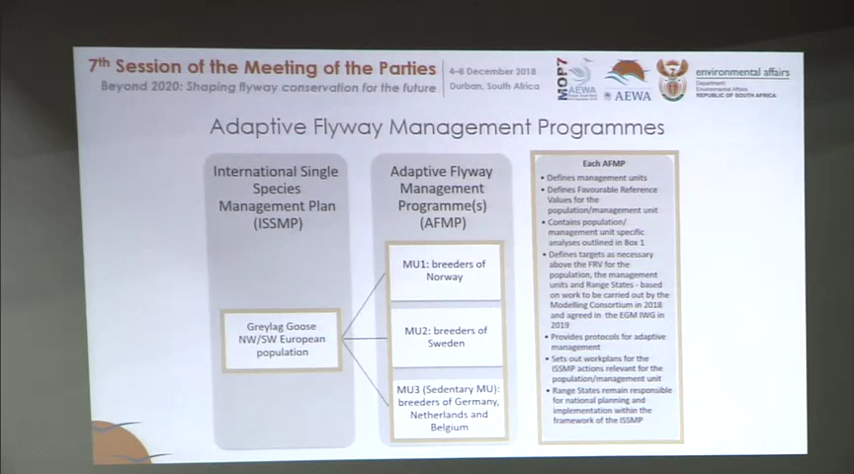 7th Session of the Meeting of the Parties
Beyond 2020: Shaping flyway conservation for the future
4–8 December 2018
Durban, South Africa
MOP7
AEWA
AEWA
environmental affairs
Department:
Environmental Affairs
REPUBLIC OF SOUTH AFRICA
Adaptive Flyway Management Programmes
International Single
Species
Management Plan
(ISSMP)
Greylag Goose
NW/SW European
population
Adaptive Flyway
Management
Programme(s)
(AFMP)
MU1: breeders of
Norway
MU2: breeders of
Sweden
MU3 (Sedentary MU):
breeders of Germany,
Netherlands and
Belgium
Each AFMP
• Defines management units
• Defines Favourable Reference
Values for the
population/management unit
• Contains population/
management unit specific
analyses outlined in Box 1
• Defines targets as necessary
above the FRV for the
population, the management
units and Range States - based
on work to be carried out by the
Modelling Consortium in 2018
and agreed in the EGM IWG in
2019
• Provides protocols for adaptive
management
• Sets out workplans for the
ISSMP actions relevant for the
population/management unit
• Range States remain responsible
for national planning and
implementation within the
framework of the ISSMP